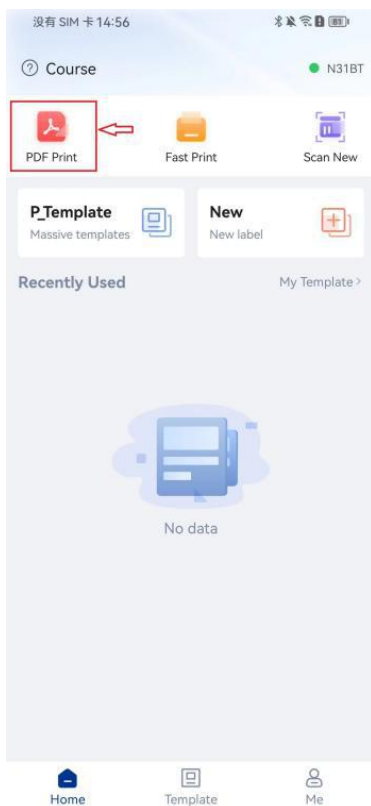 没有 SIM 卡 14:56
Course
N31BT
PDF Print
Fast Print
Scan New
P_Template
Massive templates
New
New label
Recently Used
My Template >
No data
Home
Template
Me